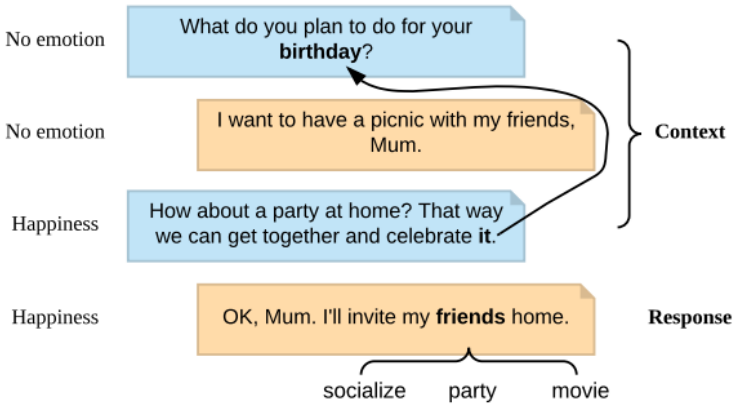 No emotion
What do you plan to do for your
birthday?
No emotion
I want to have a picnic with my friends,
Mum.
Context
Happiness
How about a party at home? That way
we can get together and celebrate it.
Happiness
OK, Mum. I'll invite my friends home.
Response
socialize party movie